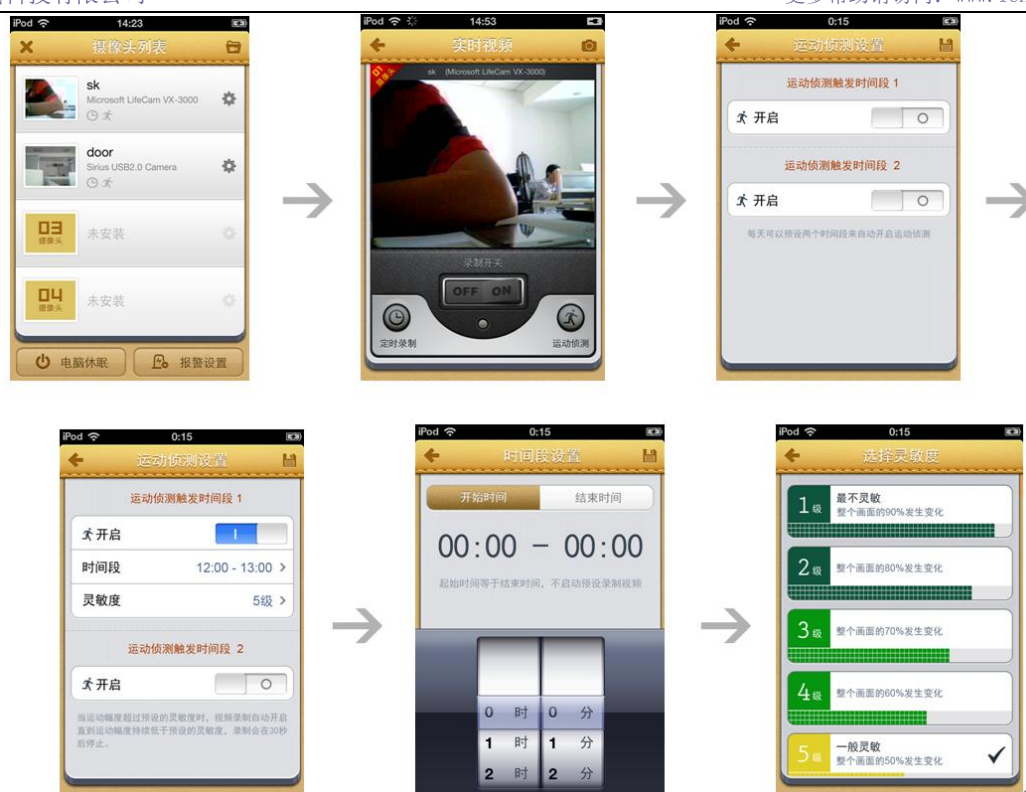 更多帮助请访问：www.
iPod 14:23
摄像头列表
sk
Microsoft LifeCam VX-3000
door
Sirius USB2.0 Camera
03
摄像头
未安装
04
摄像头
未安装
电脑休眠
报警设置
iPod 14:53
实时视频
01
摄像头
sk (Microsoft LifeCam VX-3000)
录制开关
OFF ON
定时录制
运动侦测
iPod 0:15
运动侦测设置
运动侦测触发时间段 1
开启
运动侦测触发时间段 2
开启
每天可以预设两个时间段来自动开启运动侦测
iPod 0:15
运动侦测设置
运动侦测触发时间段 1
开启
时间段 12:00 - 13:00 >
灵敏度 5级 >
运动侦测触发时间段 2
开启
当运动幅度超过预设的灵敏度时，视频录制自动开启
直到运动幅度持续低于预设的灵敏度，录制会在30秒
后停止。
iPod 0:15
时间段设置
开始时间 结束时间
00:00 - 00:00
起始时间等于结束时间，不启动预设录制视频
0 时 0 分
1 时 1 分
2 时 2 分
iPod 0:15
选择灵敏度
1级 最不灵敏
整个画面的90%发生变化
2级 整个画面的80%发生变化
3级 整个画面的70%发生变化
4级 整个画面的60%发生变化
5级 一般灵敏
整个画面的50%发生变化